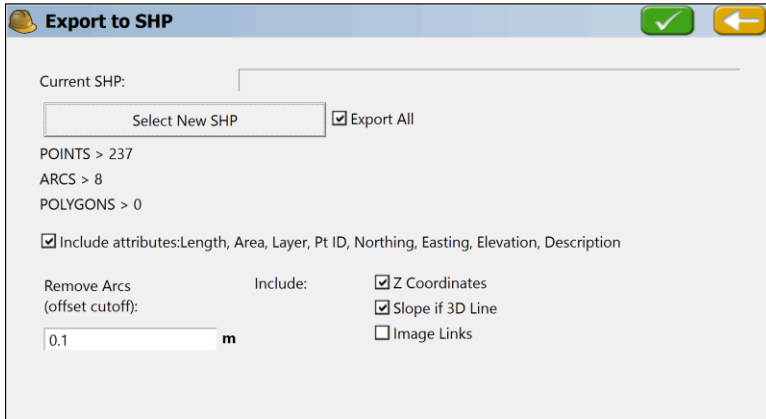 Export to SHP
Current SHP:
Select New SHP
Export All
POINTS > 237
ARCS > 8
POLYGONS > 0
Include attributes:Length, Area, Layer, Pt ID, Northing, Easting, Elevation, Description
Remove Arcs
(offset cutoff):
0.1
m
Include:
Z Coordinates
Slope if 3D Line
Image Links